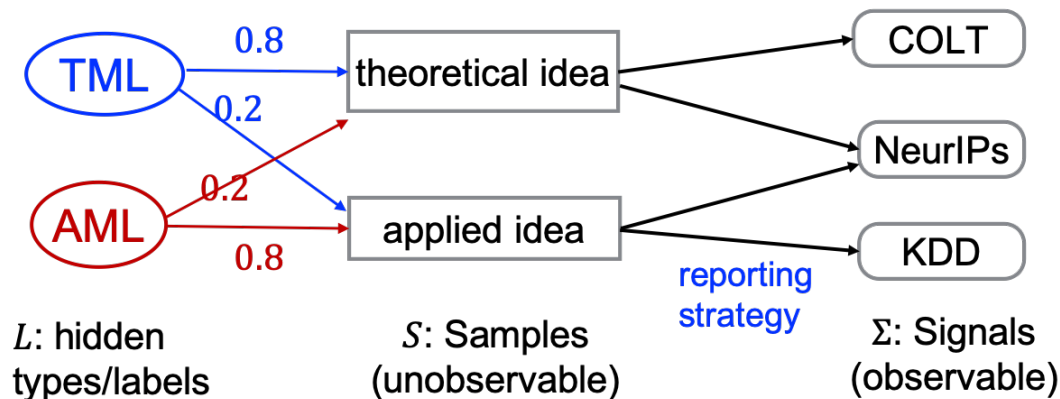 0.8
COLT
TML
theoretical idea
0.2
NeurIPs
0.2
AML
applied idea
KDD
0.8
reporting
strategy
L: hidden
types/labels
S: Samples
(unobservable)
Σ: Signals
(observable)